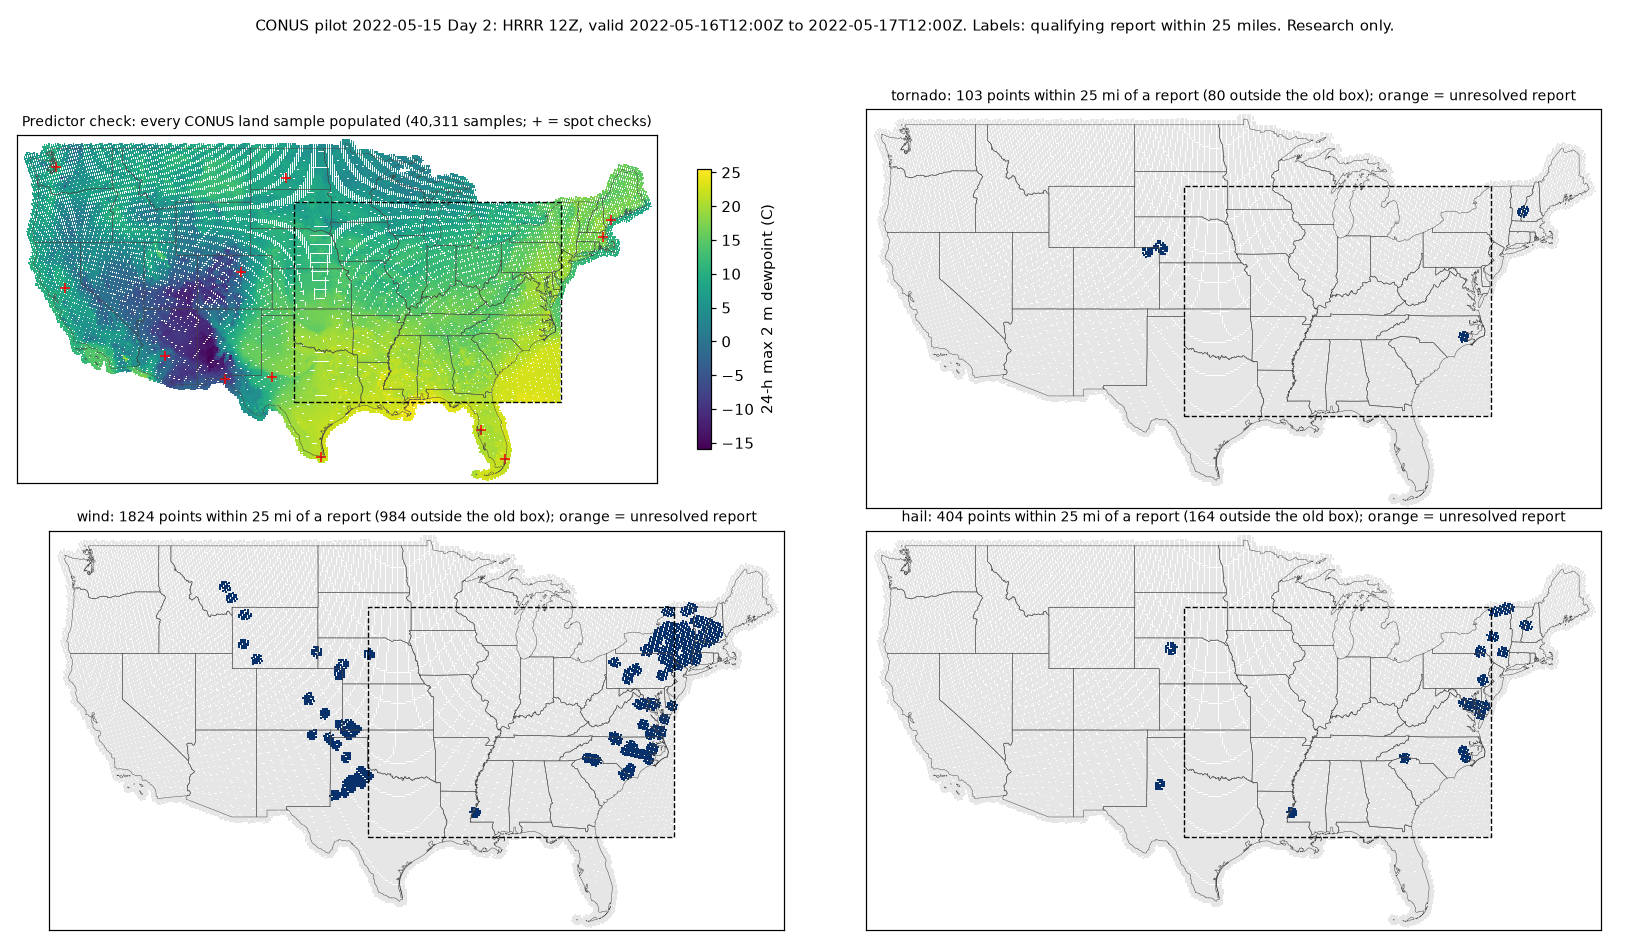 CONUS pilot 2022-05-15 Day 2: HRRR 12Z, valid 2022-05-16T12:00Z to 2022-05-17T12:00Z. Labels: qualifying report within 25 miles. Research only.
Predictor check: every CONUS land sample populated (40,311 samples; + = spot checks)
25
20
15
10
5
0
−5
−10
−15
24-h max 2 m dewpoint (C)
tornado: 103 points within 25 mi of a report (80 outside the old box); orange = unresolved report
wind: 1824 points within 25 mi of a report (984 outside the old box); orange = unresolved report
hail: 404 points within 25 mi of a report (164 outside the old box); orange = unresolved report